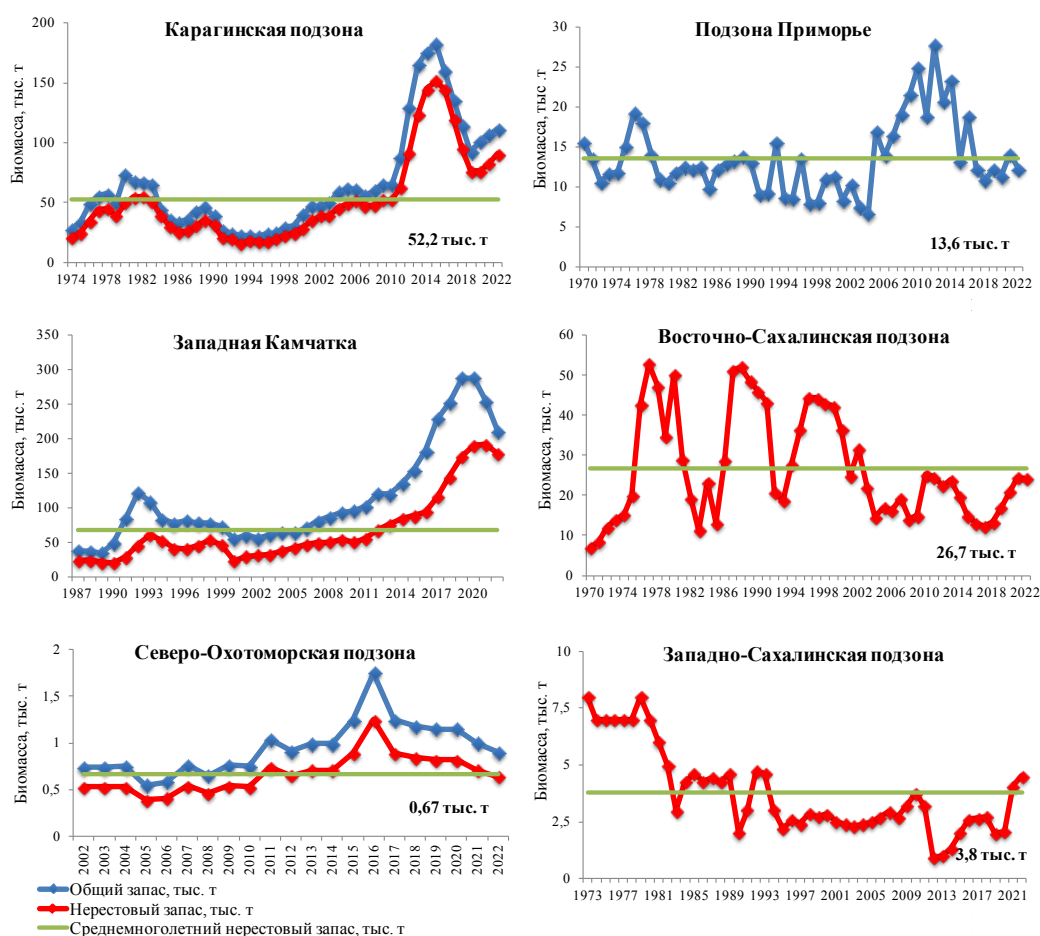 Карагинская подзона
Биомасса, тыс. т
200
150
100
50
0
52,2 тыс. т
1974 1978 1982 1986 1990 1994 1998 2002 2006 2010 2014 2018 2022
Подзона Приморье
Биомасса, тыс .т
30
25
20
15
10
5
0
13,6 тыс. т
1970 1974 1978 1982 1986 1990 1994 1998 2002 2006 2010 2014 2018 2022
Западная Камчатка
Биомасса, тыс. т
350
300
250
200
150
100
50
0
1987 1990 1993 1996 1999 2002 2005 2008 2011 2014 2017 2020
Восточно-Сахалинская подзона
Биомасса, тыс. т
60
50
40
30
20
10
0
26,7 тыс. т
1970 1974 1978 1982 1986 1990 1994 1998 2002 2006 2010 2014 2018 2022
Северо-Охотоморская подзона
Биомасса, тыс. т
2
1,5
1
0,5
0
0,67 тыс. т
2002 2003 2004 2005 2006 2007 2008 2009 2010 2011 2012 2013 2014 2015 2016 2017 2018 2019 2020 2021 2022
Западно-Сахалинская подзона
Биомасса, тыс. т
10
7,5
5
2,5
0
3,8 тыс. т
1973 1977 1981 1985 1989 1993 1997 2001 2005 2009 2013 2017 2021
Общий запас, тыс. т
Нерестовый запас, тыс. т
Среднемноголетний нерестовый запас, тыс. т